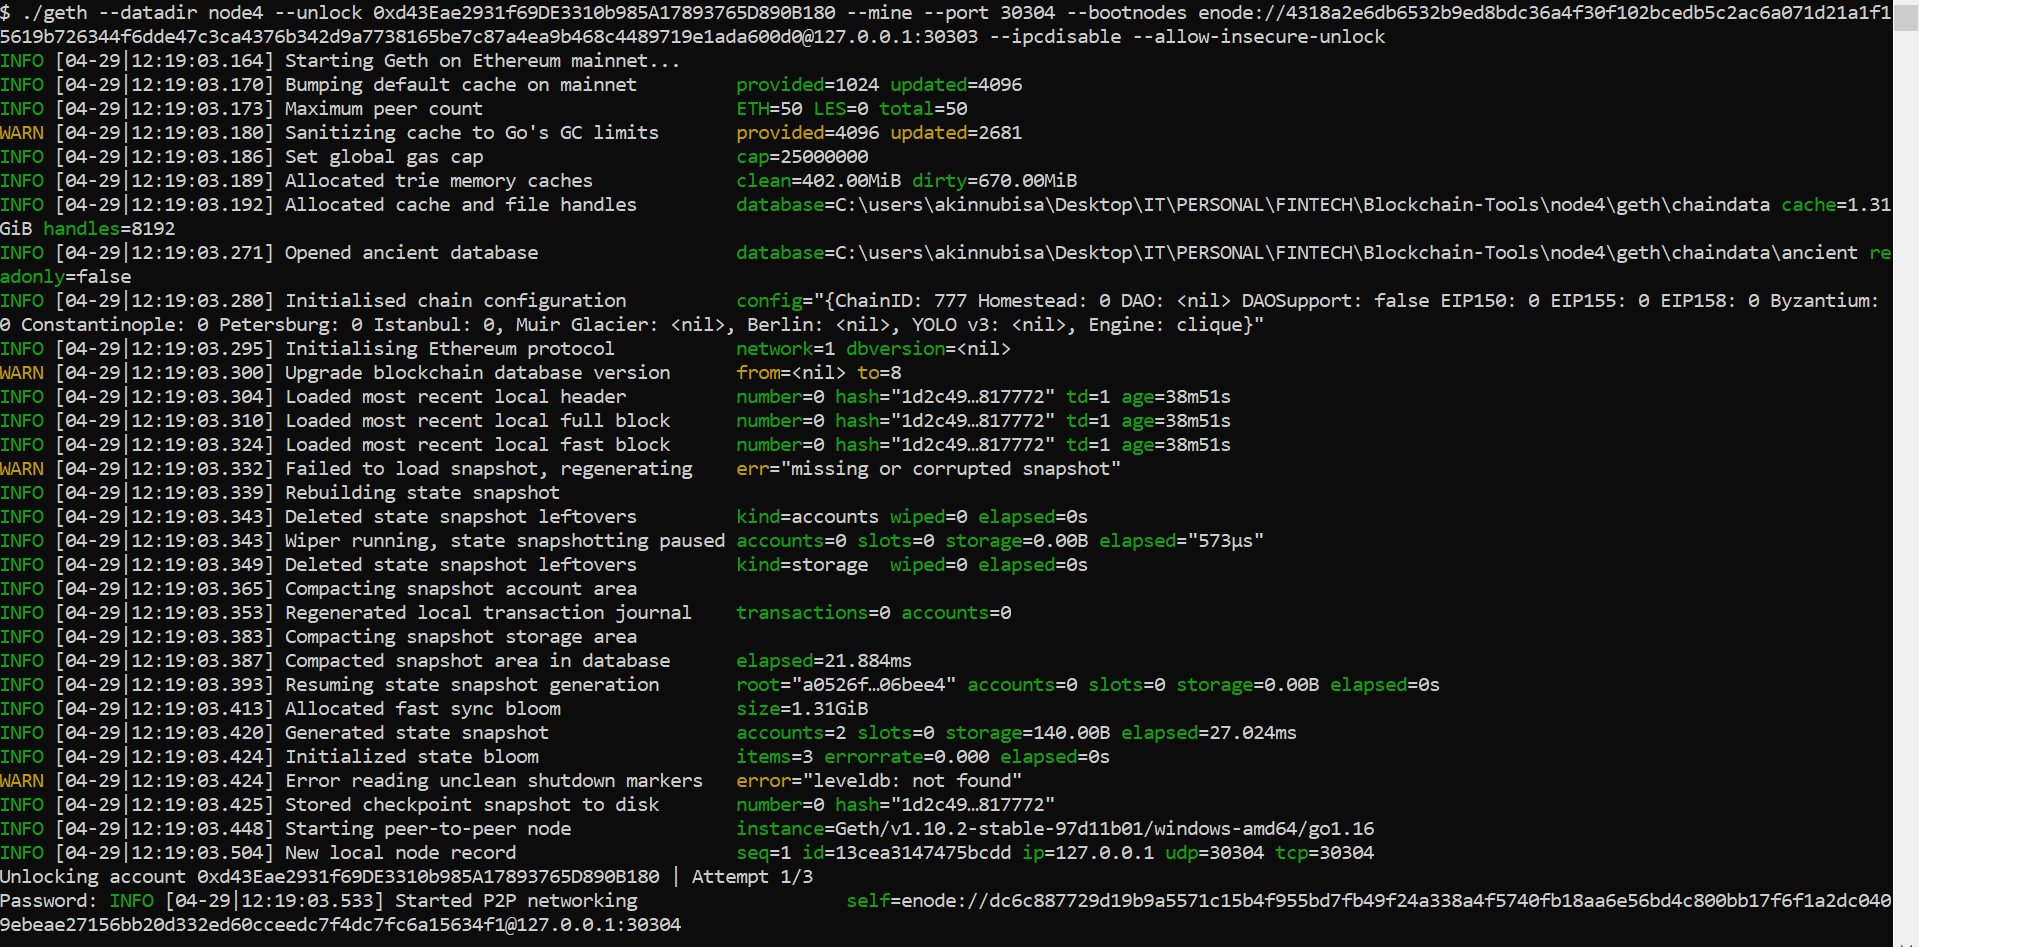 $ ./geth --datadir node4 --unlock 0xd43Eae2931f69DE3310b985A17893765D890B180 --mine --port 30304 --bootnodes enode://4318a2e6db6532b9ed8bdc36a4f30f102bcedb5c2ac6a071d21a1f1
5619b726344f6dde47c3ca4376b342d9a7738165be7c87a4ea9b468c4489719e1ada600d0@127.0.0.1:30303 --ipcdisable --allow-insecure-unlock
INFO [04-29|12:19:03.164] Starting Geth on Ethereum mainnet...
INFO [04-29|12:19:03.170] Bumping default cache on mainnet         provided=1024 updated=4096
INFO [04-29|12:19:03.173] Maximum peer count                       ETH=50 LES=0 total=50
WARN [04-29|12:19:03.180] Sanitizing cache to Go's GC limits       provided=4096 updated=2681
INFO [04-29|12:19:03.186] Set global gas cap                       cap=25000000
INFO [04-29|12:19:03.189] Allocated trie memory caches             clean=402.00MiB dirty=670.00MiB
INFO [04-29|12:19:03.192] Allocated cache and file handles         database=C:\users\akinnubisa\Desktop\IT\PERSONAL\FINTECH\Blockchain-Tools\node4\geth\chaindata cache=1.31
GiB handles=8192
INFO [04-29|12:19:03.271] Opened ancient database                  database=C:\users\akinnubisa\Desktop\IT\PERSONAL\FINTECH\Blockchain-Tools\node4\geth\chaindata\ancient re
adonly=false
INFO [04-29|12:19:03.280] Initialised chain configuration          config="{ChainID: 777 Homestead: 0 DAO: <nil> DAOSupport: false EIP150: 0 EIP155: 0 EIP158: 0 Byzantium:
0 Constantinople: 0 Petersburg: 0 Istanbul: 0, Muir Glacier: <nil>, Berlin: <nil>, YOLO v3: <nil>, Engine: clique}"
INFO [04-29|12:19:03.295] Initialising Ethereum protocol           network=1 dbversion=<nil>
WARN [04-29|12:19:03.300] Upgrade blockchain database version      from=<nil> to=8
INFO [04-29|12:19:03.304] Loaded most recent local header          number=0 hash="1d2c49…817772" td=1 age=38m51s
INFO [04-29|12:19:03.310] Loaded most recent local full block      number=0 hash="1d2c49…817772" td=1 age=38m51s
INFO [04-29|12:19:03.324] Loaded most recent local fast block      number=0 hash="1d2c49…817772" td=1 age=38m51s
WARN [04-29|12:19:03.332] Failed to load snapshot, regenerating    err="missing or corrupted snapshot"
INFO [04-29|12:19:03.339] Rebuilding state snapshot
INFO [04-29|12:19:03.343] Deleted state snapshot leftovers         kind=accounts wiped=0 elapsed=0s
INFO [04-29|12:19:03.343] Wiper running, state snapshotting paused accounts=0 slots=0 storage=0.00B elapsed="573µs"
INFO [04-29|12:19:03.349] Deleted state snapshot leftovers         kind=storage  wiped=0 elapsed=0s
INFO [04-29|12:19:03.365] Compacting snapshot account area
INFO [04-29|12:19:03.353] Regenerated local transaction journal    transactions=0 accounts=0
INFO [04-29|12:19:03.383] Compacting snapshot storage area
INFO [04-29|12:19:03.387] Compacted snapshot area in database      elapsed=21.884ms
INFO [04-29|12:19:03.393] Resuming state snapshot generation       root="a0526f…06bee4" accounts=0 slots=0 storage=0.00B elapsed=0s
INFO [04-29|12:19:03.413] Allocated fast sync bloom                size=1.31GiB
INFO [04-29|12:19:03.420] Generated state snapshot                 accounts=2 slots=0 storage=140.00B elapsed=27.024ms
INFO [04-29|12:19:03.424] Initialized state bloom                  items=3 errorrate=0.000 elapsed=0s
WARN [04-29|12:19:03.424] Error reading unclean shutdown markers   error="leveldb: not found"
INFO [04-29|12:19:03.425] Stored checkpoint snapshot to disk       number=0 hash="1d2c49…817772"
INFO [04-29|12:19:03.448] Starting peer-to-peer node               instance=Geth/v1.10.2-stable-97d11b01/windows-amd64/go1.16
INFO [04-29|12:19:03.504] New local node record                    seq=1 id=13cea3147475bcdd ip=127.0.0.1 udp=30304 tcp=30304
Unlocking account 0xd43Eae2931f69DE3310b985A17893765D890B180 | Attempt 1/3
Password: INFO [04-29|12:19:03.533] Started P2P networking                   self=enode://dc6c887729d19b9a5571c15b4f955bd7fb49f24a338a4f5740fb18aa6e56bd4c800bb17f6f1a2dc040
9ebeae27156bb20d332ed60cceedc7f4dc7fc6a15634f1@127.0.0.1:30304